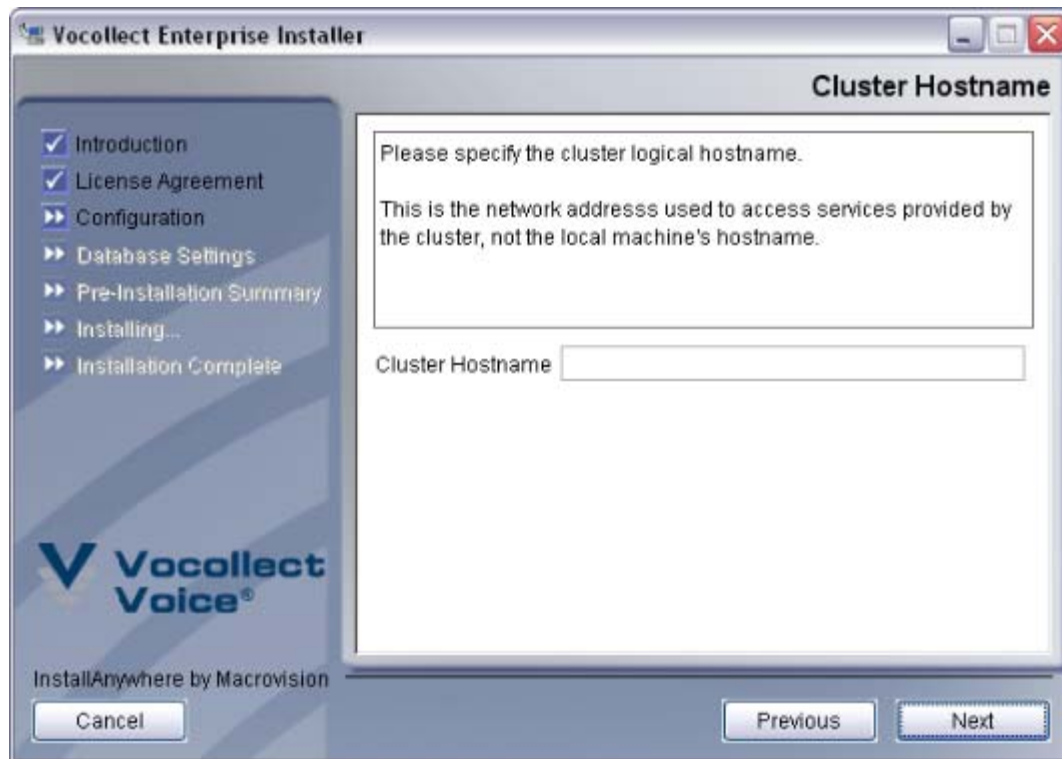 Vocollect Enterprise Installer
Cluster Hostname
Introduction
License Agreement
Configuration
Database Settings
Pre-Installation Summary
Installing...
Installation Complete
Please specify the cluster logical hostname.
This is the network addresss used to access services provided by
the cluster, not the local machine's hostname.
Cluster Hostname
Vocollect
Voice®
InstallAnywhere by Macrovision
Cancel
Previous
Next